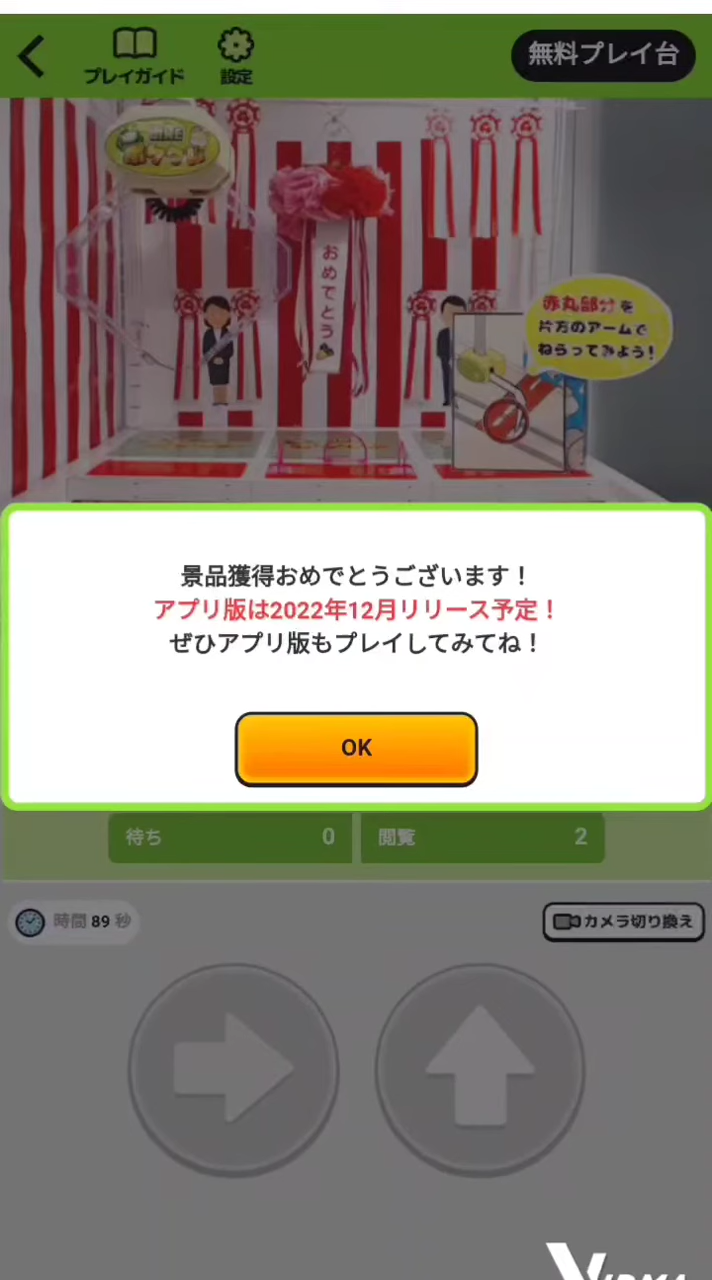 プレイガイド
設定
無料プレイ台
おめでとう
赤丸部分を
片方のアームで
ねらってみよう!
景品獲得おめでとうございます!
アプリ版は2022年12月リリース予定!
ぜひアプリ版もプレイしてみてね!
OK
待ち 0
閲覧 2
時間 89 秒
カメラ切り換え